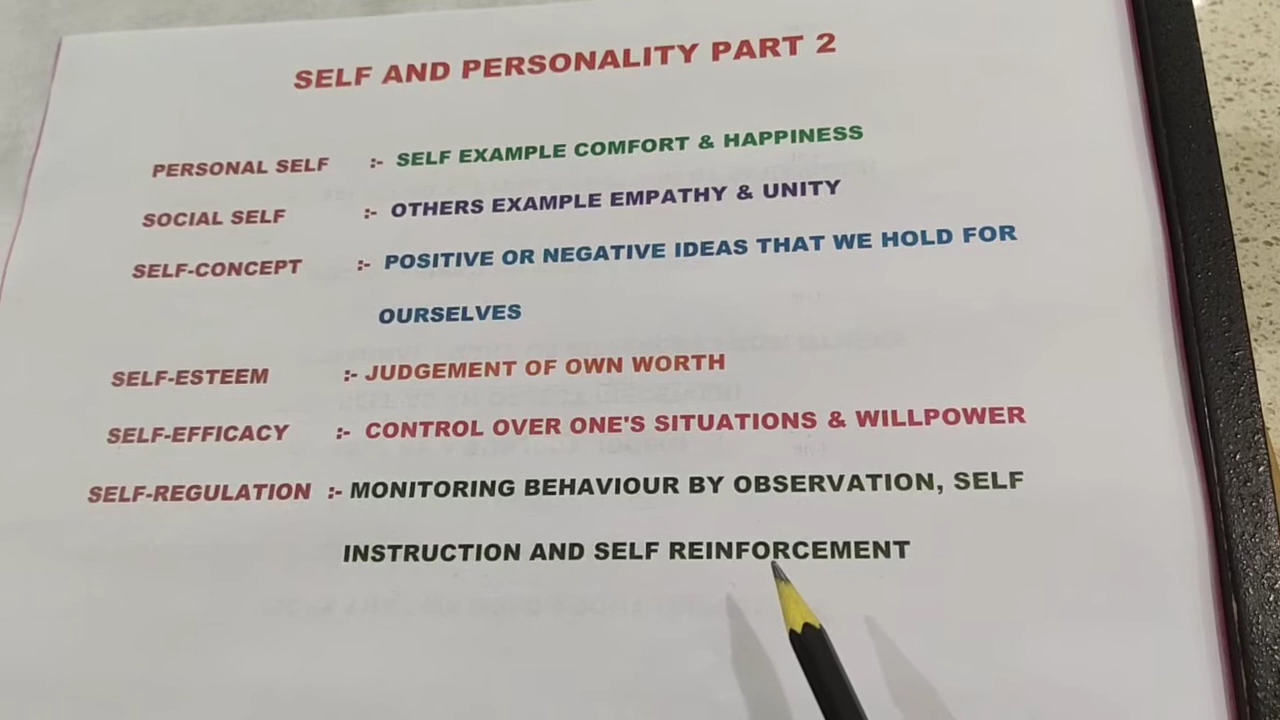 SELF AND PERSONALITY PART 2
PERSONAL SELF :- SELF EXAMPLE COMFORT & HAPPINESS
SOCIAL SELF :- OTHERS EXAMPLE EMPATHY & UNITY
SELF-CONCEPT :- POSITIVE OR NEGATIVE IDEAS THAT WE HOLD FOR
OURSELVES
SELF-ESTEEM :- JUDGEMENT OF OWN WORTH
SELF-EFFICACY :- CONTROL OVER ONE'S SITUATIONS & WILLPOWER
SELF-REGULATION :- MONITORING BEHAVIOUR BY OBSERVATION, SELF
INSTRUCTION AND SELF REINFORCEMENT